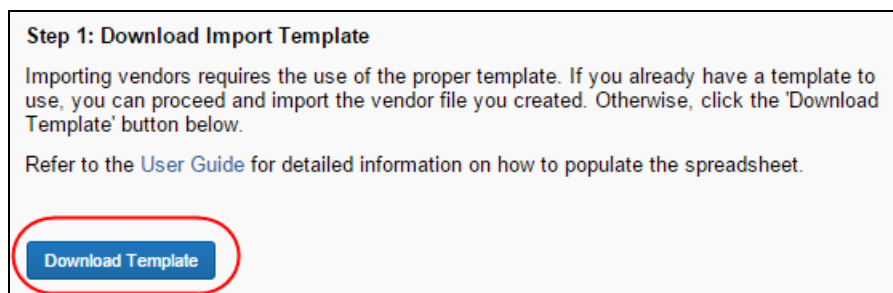 Step 1: Download Import Template
Importing vendors requires the use of the proper template. If you already have a template to
use, you can proceed and import the vendor file you created. Otherwise, click the 'Download
Template' button below.
Refer to the User Guide for detailed information on how to populate the spreadsheet.
Download Template